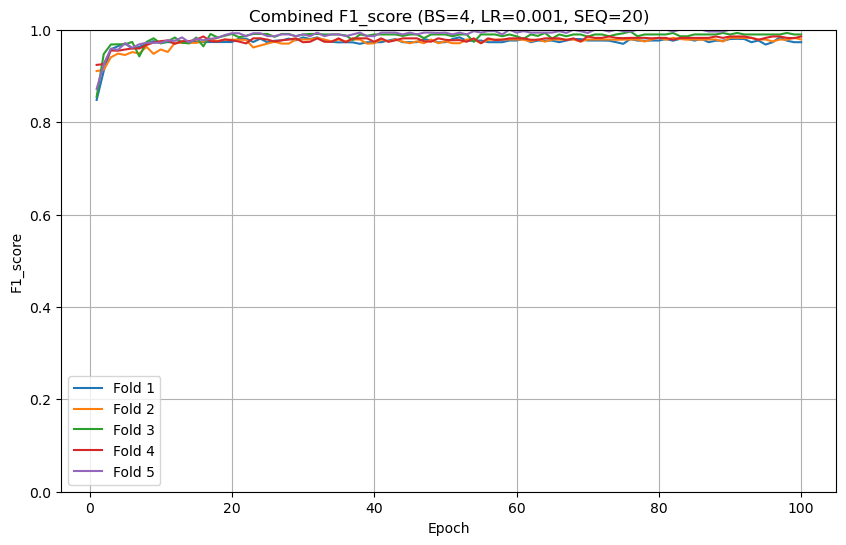 Combined F1_score (BS=4, LR=0.001, SEQ=20)
F1_score
1.0
0.8
0.6
0.4
0.2
0.0
0
20
40
60
80
100
Epoch
Fold 1
Fold 2
Fold 3
Fold 4
Fold 5